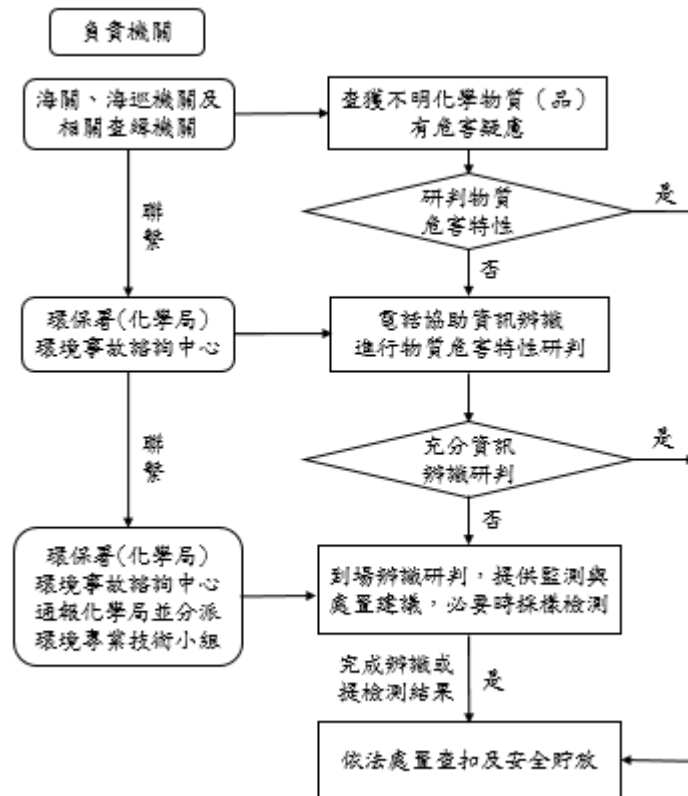 負責機關
海關、海巡機關及
相關查緝機關
查獲不明化學物質（品）
有危害疑慮
研判物質
危害特性
是
聯
繫
否
環保署(化學局)
環境事故諮詢中心
電話協助資訊辨識
進行物質危害特性研判
充分資訊
辨識研判
是
聯
繫
否
環保署(化學局)
環境事故諮詢中心
通報化學局並分派
環境專業技術小組
到場辨識研判，提供監測與
處置建議，必要時採樣檢測
完成辨識或
提檢測結果
是
依法處置查扣及安全貯放